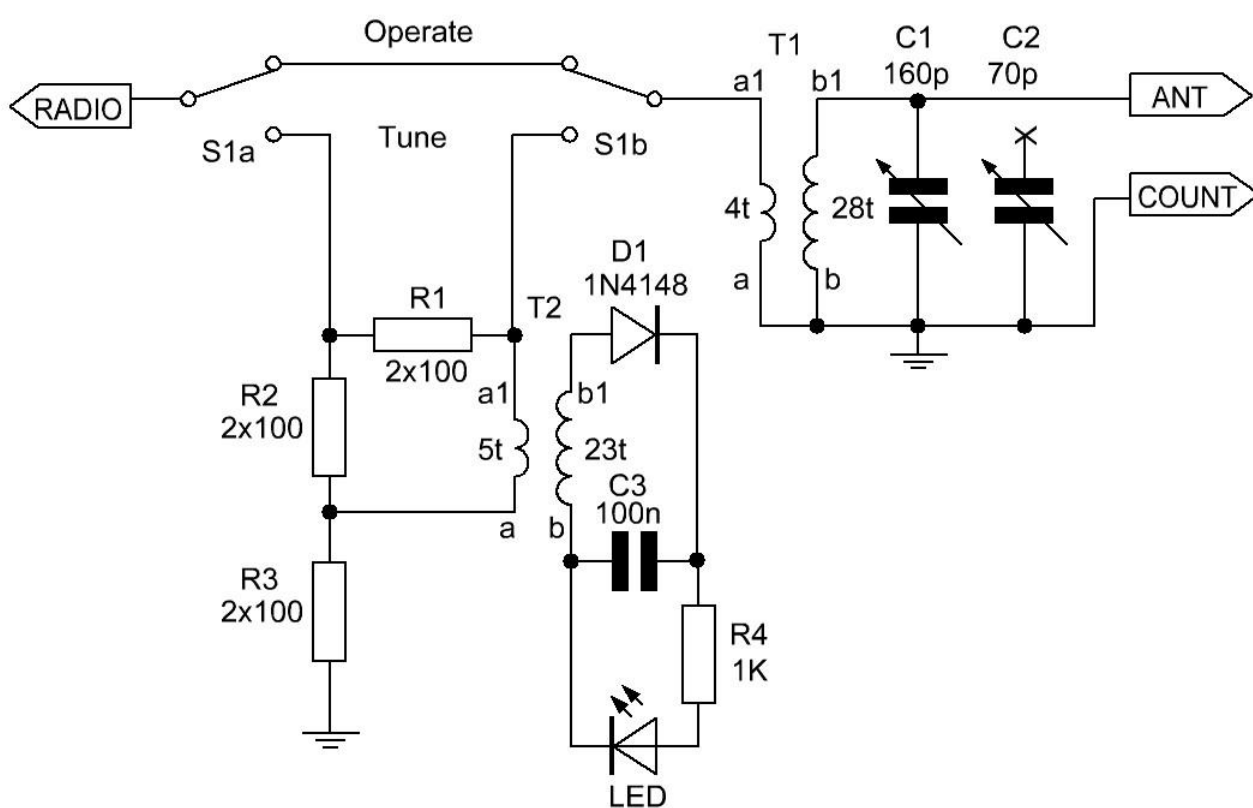 Operate
T1
C1
160p
C2
70p
RADIO
a1
b1
ANT
S1a
Tune
S1b
COUNT
4t
28t
D1
1N4148
a
b
R1
2x100
T2
R2
2x100
a1
b1
5t
23t
C3
100n
a
b
R3
2x100
R4
1K
LED